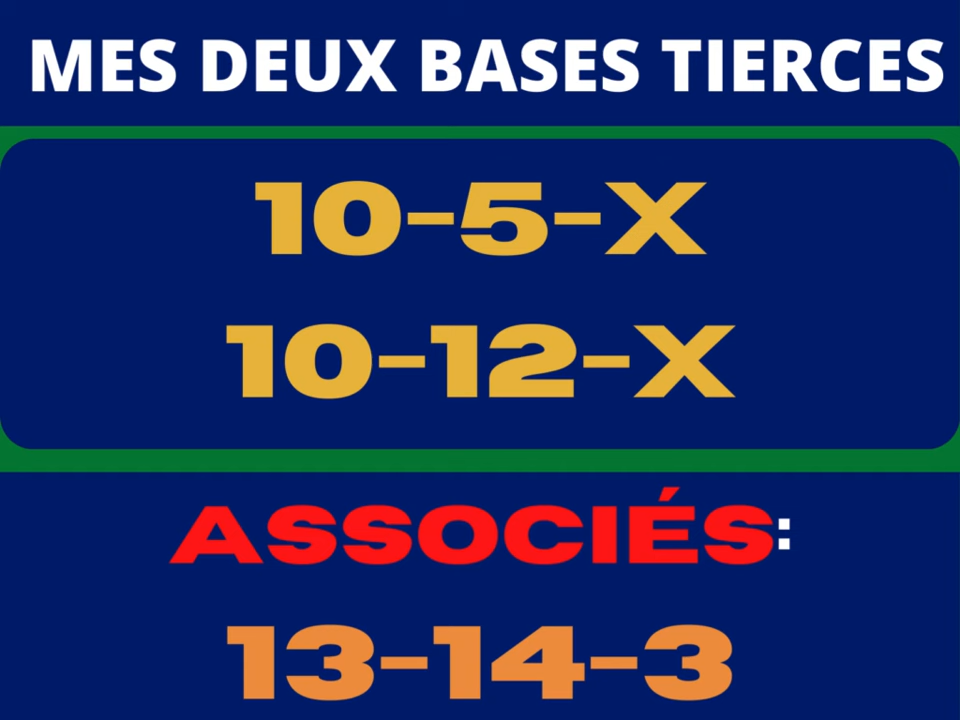 MES DEUX BASES TIERCES
10-5-X
10-12-X
ASSOCIÉS:
13-14-3